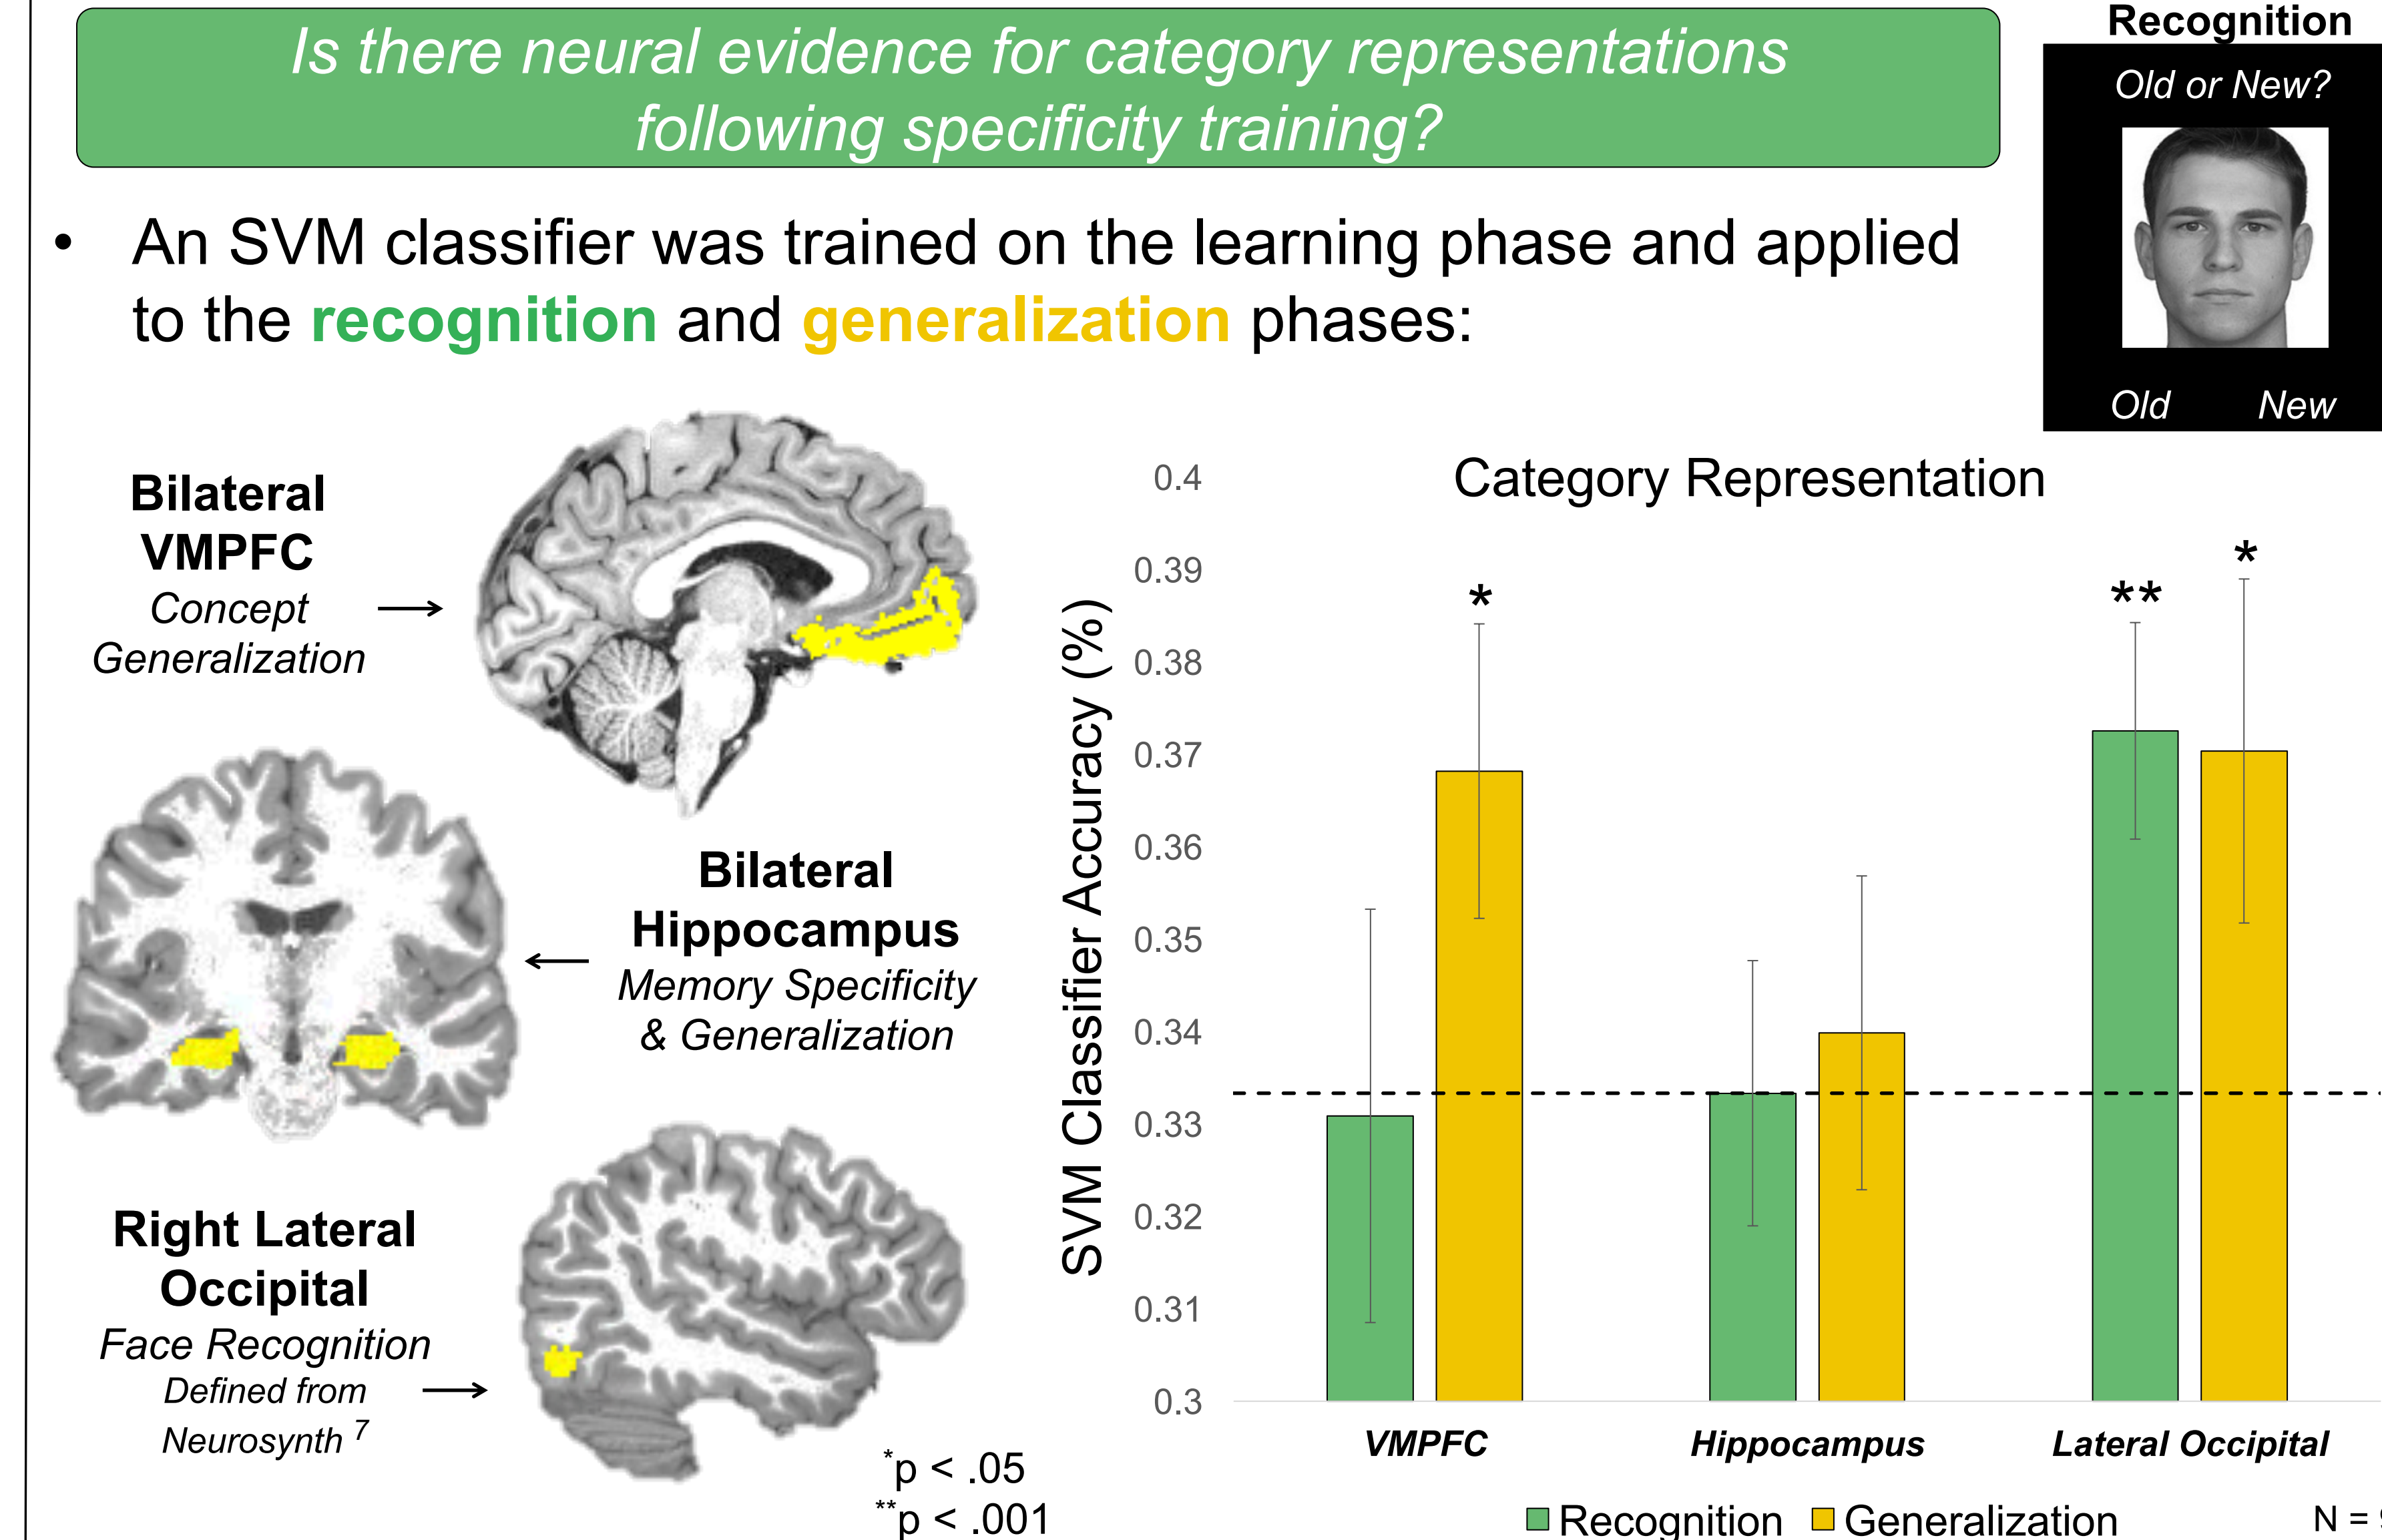 Is there neural evidence for category representations
following specificity training?
Recognition
Old or New?
Old New
• An SVM classifier was trained on the learning phase and applied
to the recognition and generalization phases:
Bilateral
VMPFC
Concept
Generalization
Bilateral
Hippocampus
Memory Specificity
& Generalization
Right Lateral
Occipital
Face Recognition
Defined from
Neurosynth 7
*p < .05
**p < .001
Category Representation
SVM Classifier Accuracy (%)
0.4
0.39
0.38
0.37
0.36
0.35
0.34
0.33
0.32
0.31
0.3
*
**
*
VMPFC
Hippocampus
Lateral Occipital
Recognition Generalization
N =